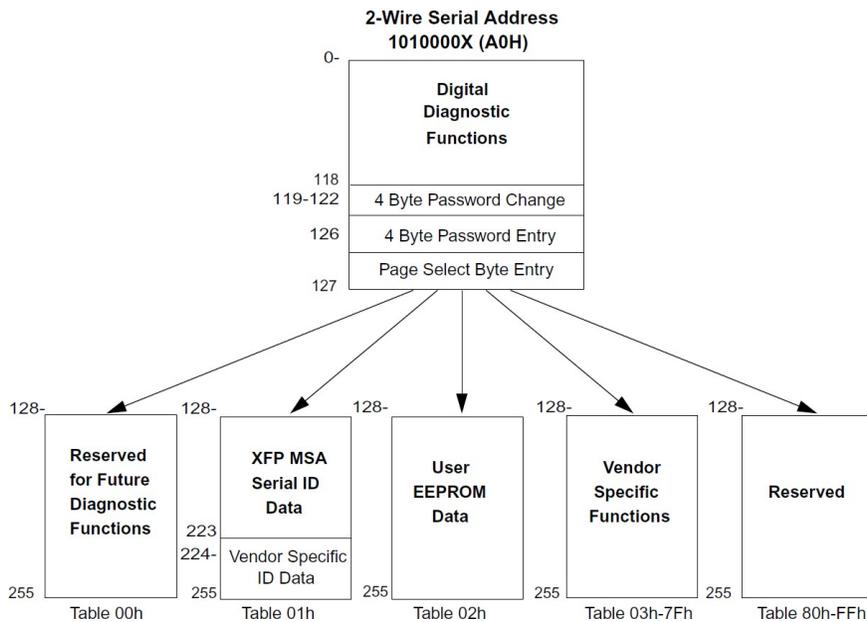 2-Wire Serial Address
1010000X (A0H)
0-
Digital
Diagnostic
Functions
118
119-122
4 Byte Password Change
126
4 Byte Password Entry
Page Select Byte Entry
127
128-
Reserved
for Future
Diagnostic
Functions
255
Table 00h
128-
XFP MSA
Serial ID
Data
223
224-
Vendor Specific
ID Data
255
Table 01h
128-
User
EEPROM
Data
255
Table 02h
128-
Vendor
Specific
Functions
255
Table 03h-7Fh
128-
Reserved
255
Table 80h-FFh